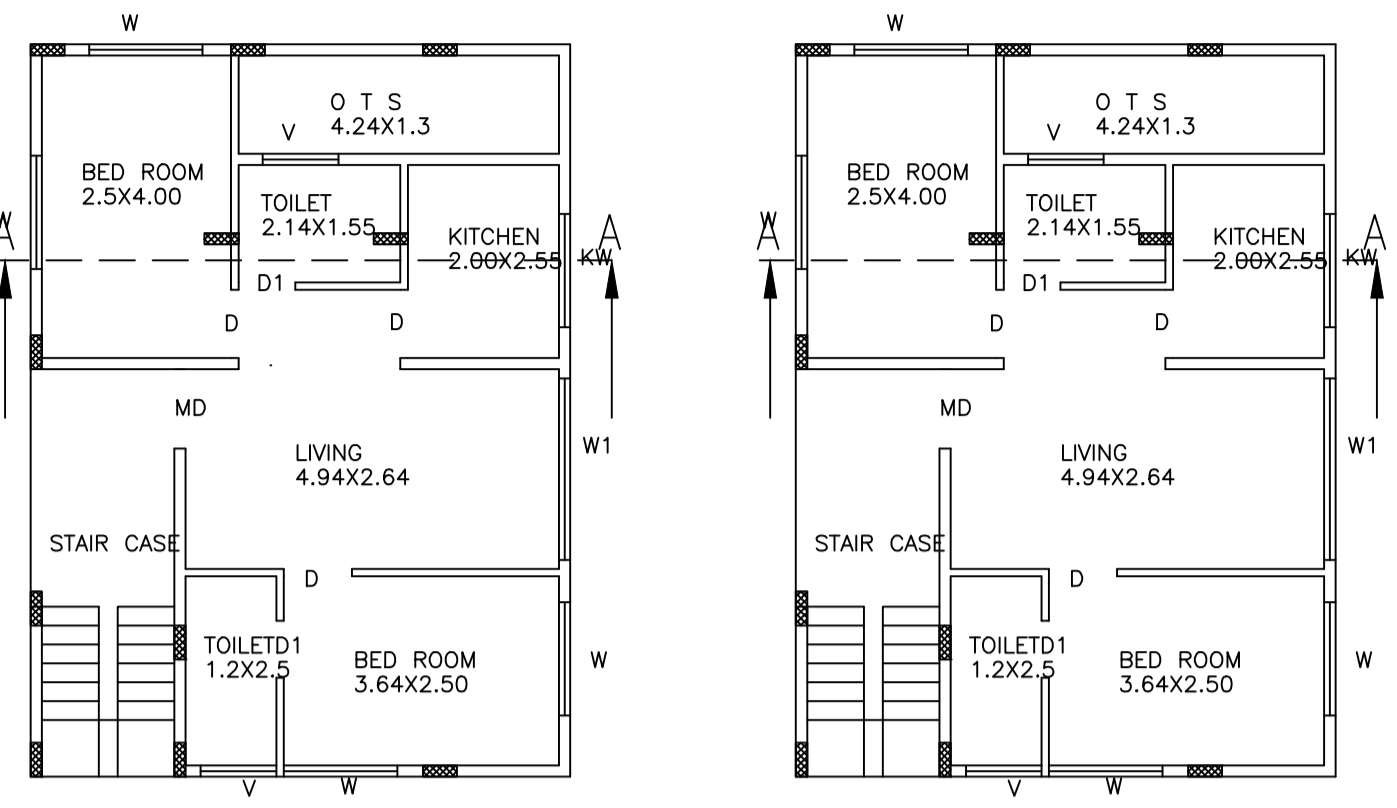 W
O T S
4.24X1.3
V
BED ROOM
2.5X4.00
TOILET
2.14X1.55
W
A
KITCHEN
2.00X2.55
A
KW
D1
D
D
MD
LIVING
4.94X2.64
W1
STAIR CASE
D
TOILETD1
1.2X2.5
BED ROOM
3.64X2.50
W
V
W
W
O T S
4.24X1.3
V
BED ROOM
2.5X4.00
TOILET
2.14X1.55
W
A
KITCHEN
2.00X2.55
A
KW
D1
D
D
MD
LIVING
4.94X2.64
W1
STAIR CASE
D
TOILETD1
1.2X2.5
BED ROOM
3.64X2.50
W
V
W